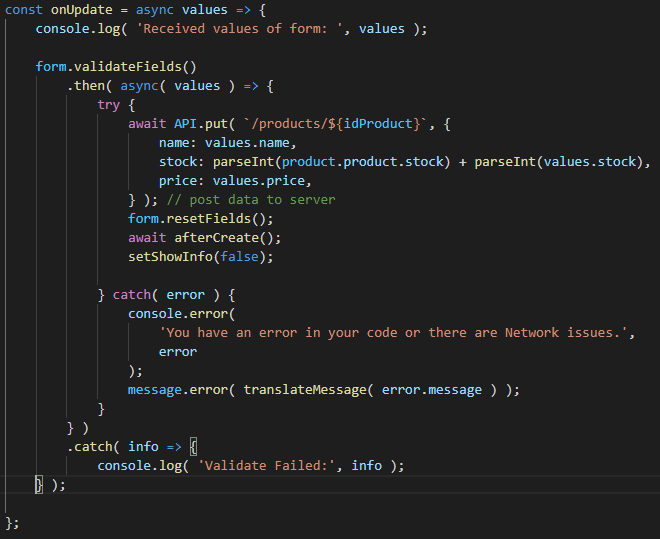 const onUpdate = async values => {
    console.log( 'Received values of form: ', values );
    form.validateFields()
        .then( async( values ) => {
            try {
                await API.put( `/products/${idProduct}`, {
                    name: values.name,
                    stock: parseInt(product.product.stock) + parseInt(values.stock),
                    price: values.price,
                } ); // post data to server
                form.resetFields();
                await afterCreate();
                setShowInfo(false);
            } catch( error ) {
                console.error(
                    'You have an error in your code or there are Network issues.',
                    error
                );
                message.error( translateMessage( error.message ) );
            }
        } )
        .catch( info => {
            console.log( 'Validate Failed:', info );
    } );
};